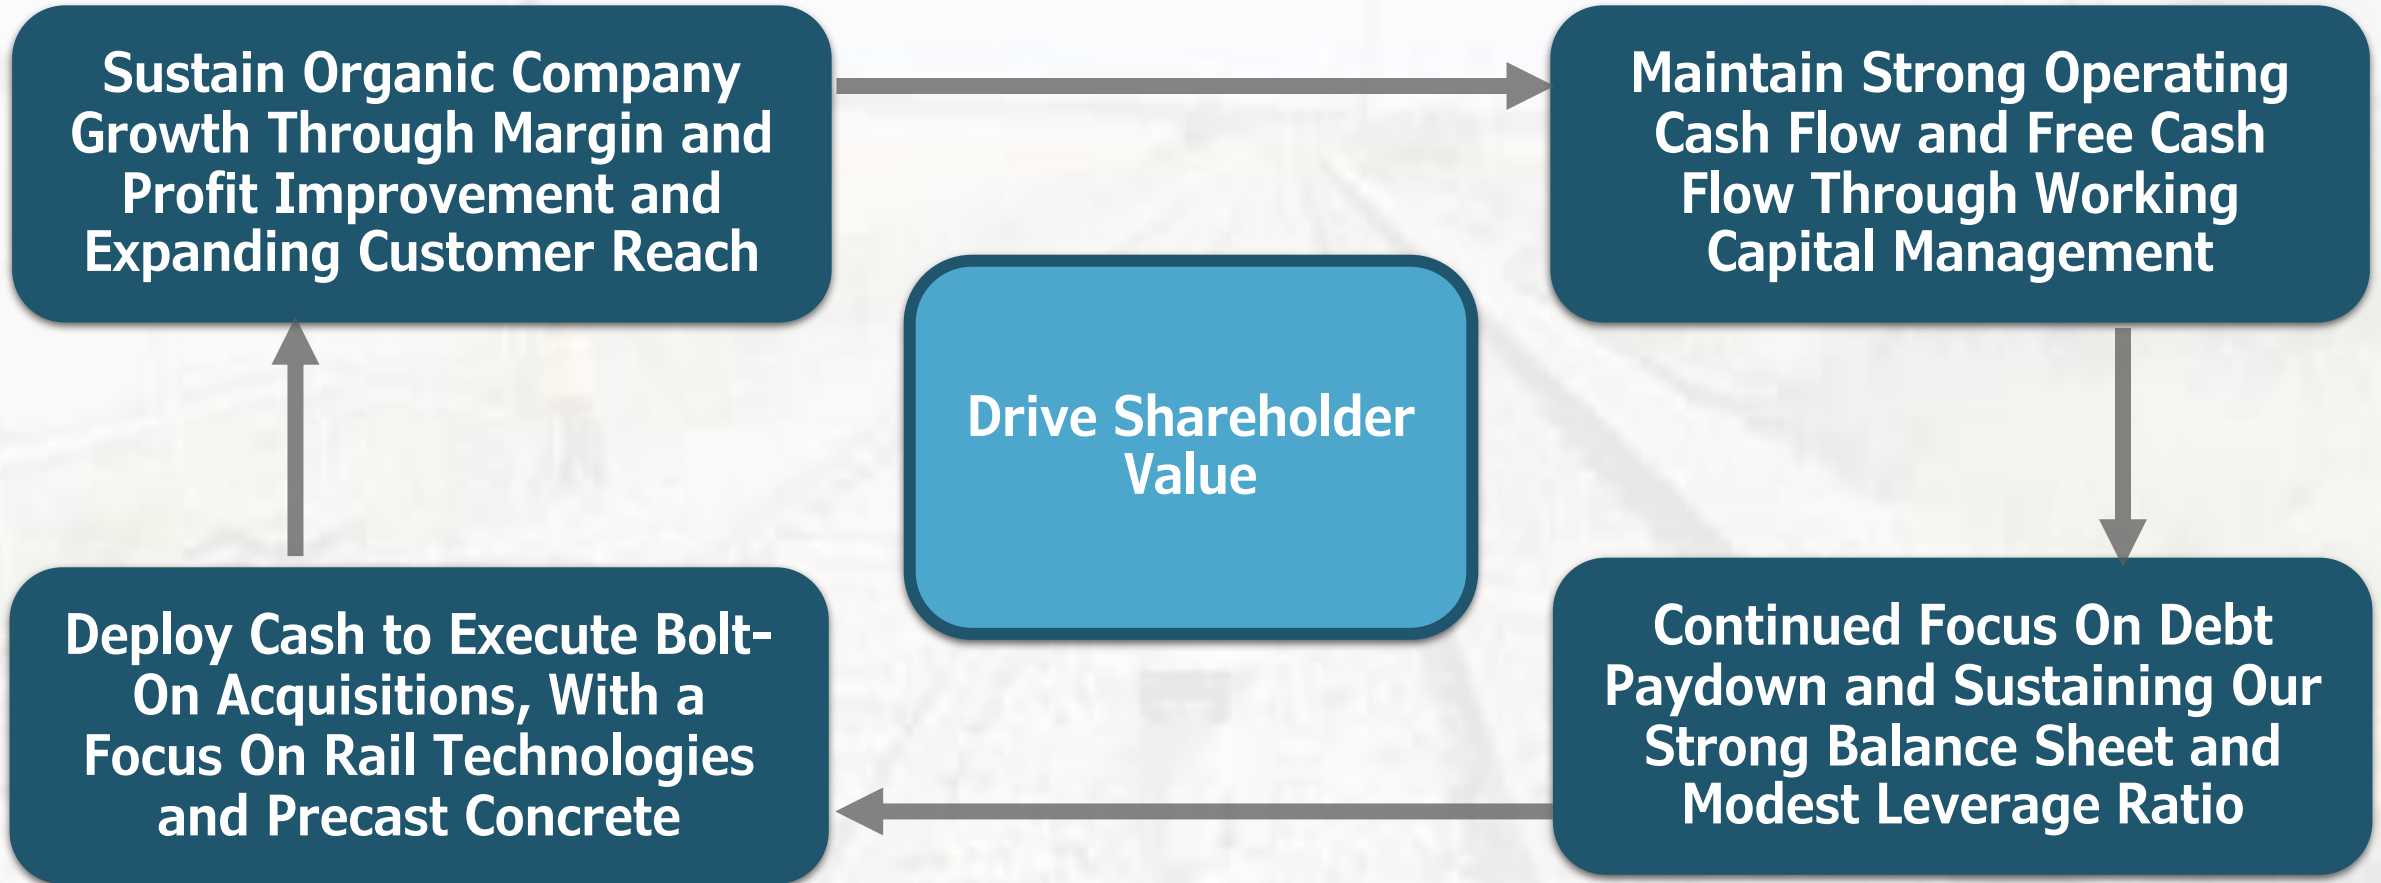 Sustain Organic Company
Growth Through Margin and
Profit Improvement and
Expanding Customer Reach
Maintain Strong Operating
Cash Flow and Free Cash
Flow Through Working
Capital Management
Drive Shareholder
Value
Deploy Cash to Execute Bolt-
On Acquisitions, With a
Focus On Rail Technologies
and Precast Concrete
Continued Focus On Debt
Paydown and Sustaining Our
Strong Balance Sheet and
Modest Leverage Ratio